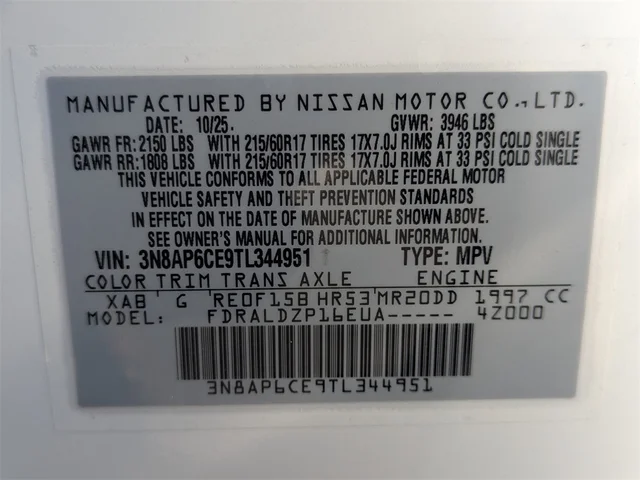 MANUFACTURED BY NISSAN MOTOR CO.,LTD.
DATE: 10/25. GVWR: 3946 LBS
GAWR FR: 2150 LBS WITH 215/60R17 TIRES 17X7.0J RIMS AT 33 PSI COLD SINGLE
GAWR RR: 1808 LBS WITH 215/60R17 TIRES 17X7.0J RIMS AT 33 PSI COLD SINGLE
THIS VEHICLE CONFORMS TO ALL APPLICABLE FEDERAL MOTOR
VEHICLE SAFETY AND THEFT PREVENTION STANDARDS
IN EFFECT ON THE DATE OF MANUFACTURE SHOWN ABOVE.
SEE OWNER'S MANUAL FOR ADDITIONAL INFORMATION.
VIN: 3N8AP6CE9TL344951 TYPE: MPV
COLOR TRIM TRANS AXLE ENGINE
XAB G RE0F15B HR53 MR20DD 1997 CC
MODEL: FDRALDZP16EUA----- 4Z000
3N8AP6CE9TL344951